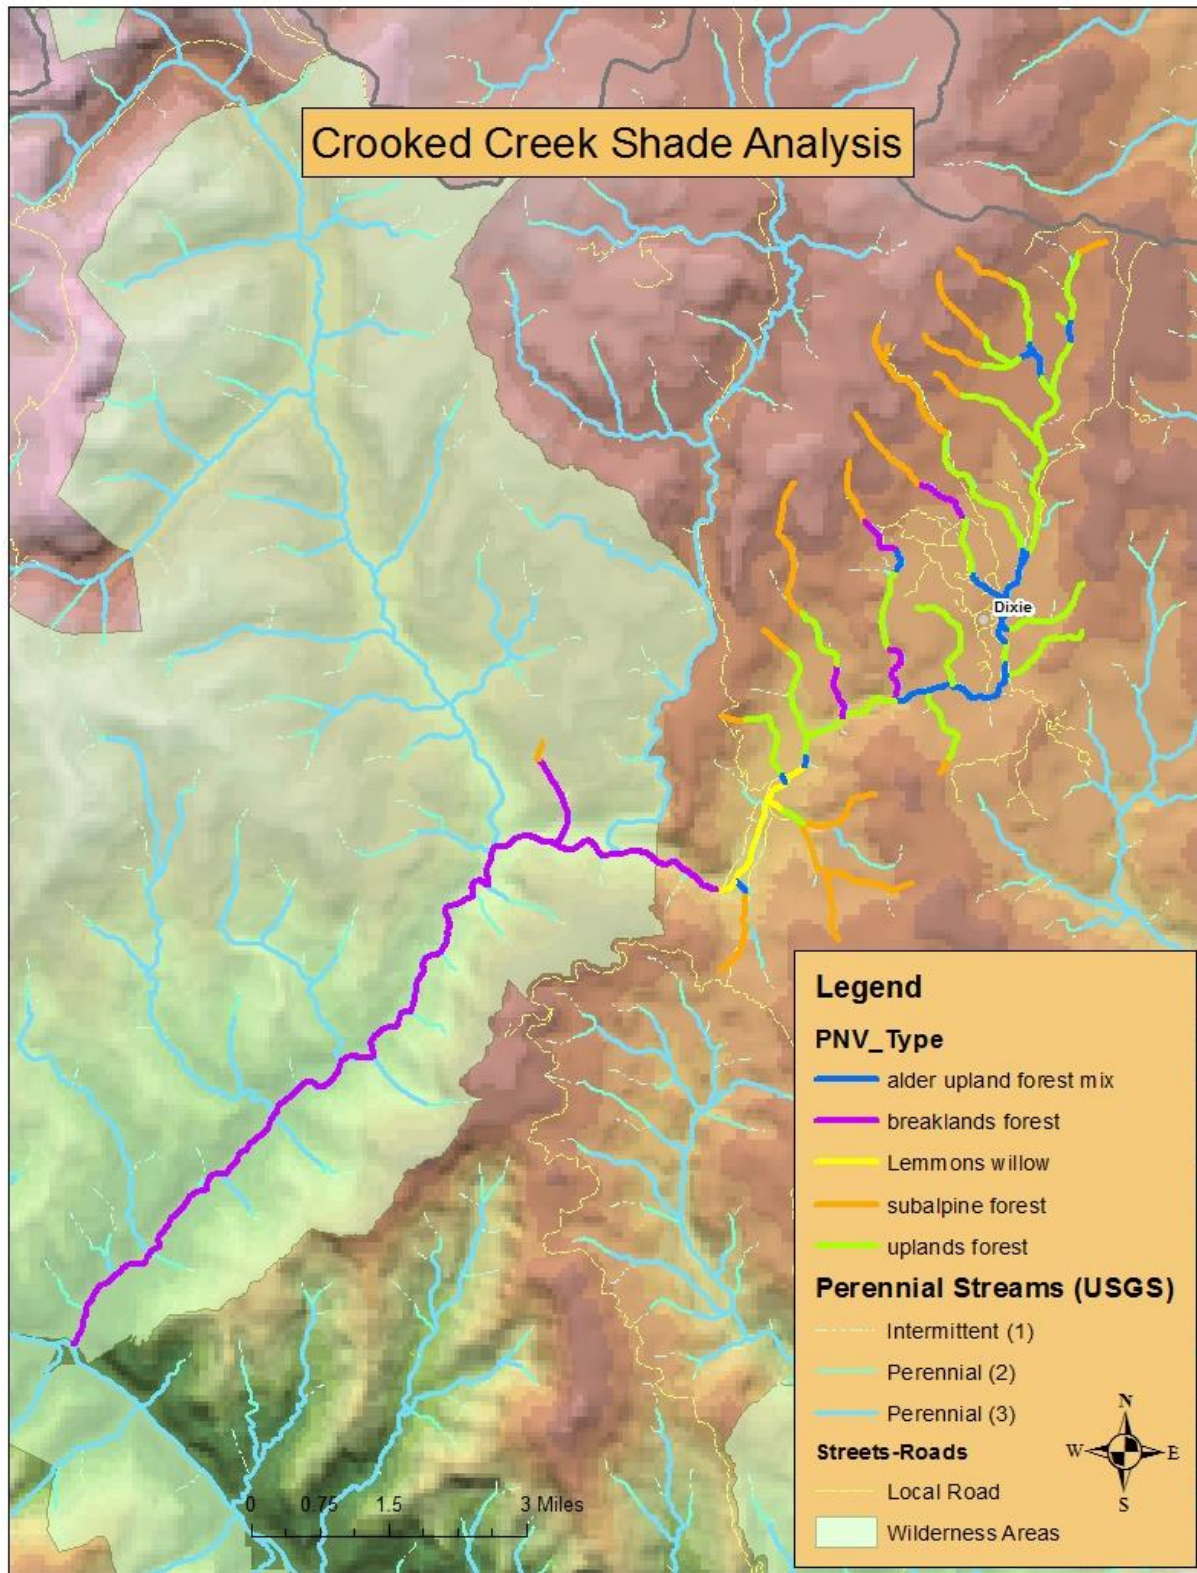 Crooked Creek Shade Analysis
Dixie
Legend
PNV_Type
alder upland forest mix
breaklands forest
Lemmons willow
subalpine forest
uplands forest
Perennial Streams (USGS)
Intermittent (1)
Perennial (2)
Perennial (3)
Streets-Roads
Local Road
Wilderness Areas
N
W E
S
0 0.75 1.5 3 Miles